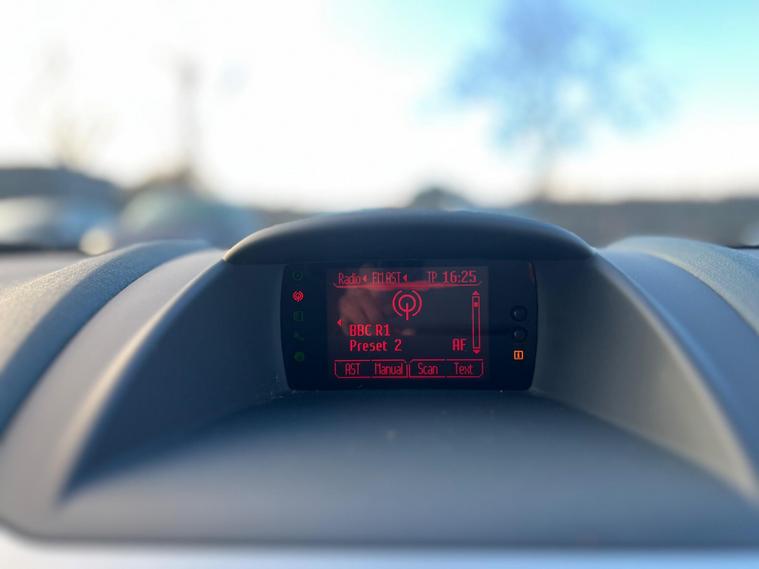 Radio FM AST TP 16:25
BBC R1
Preset 2 AF
AST Manual Scan Text